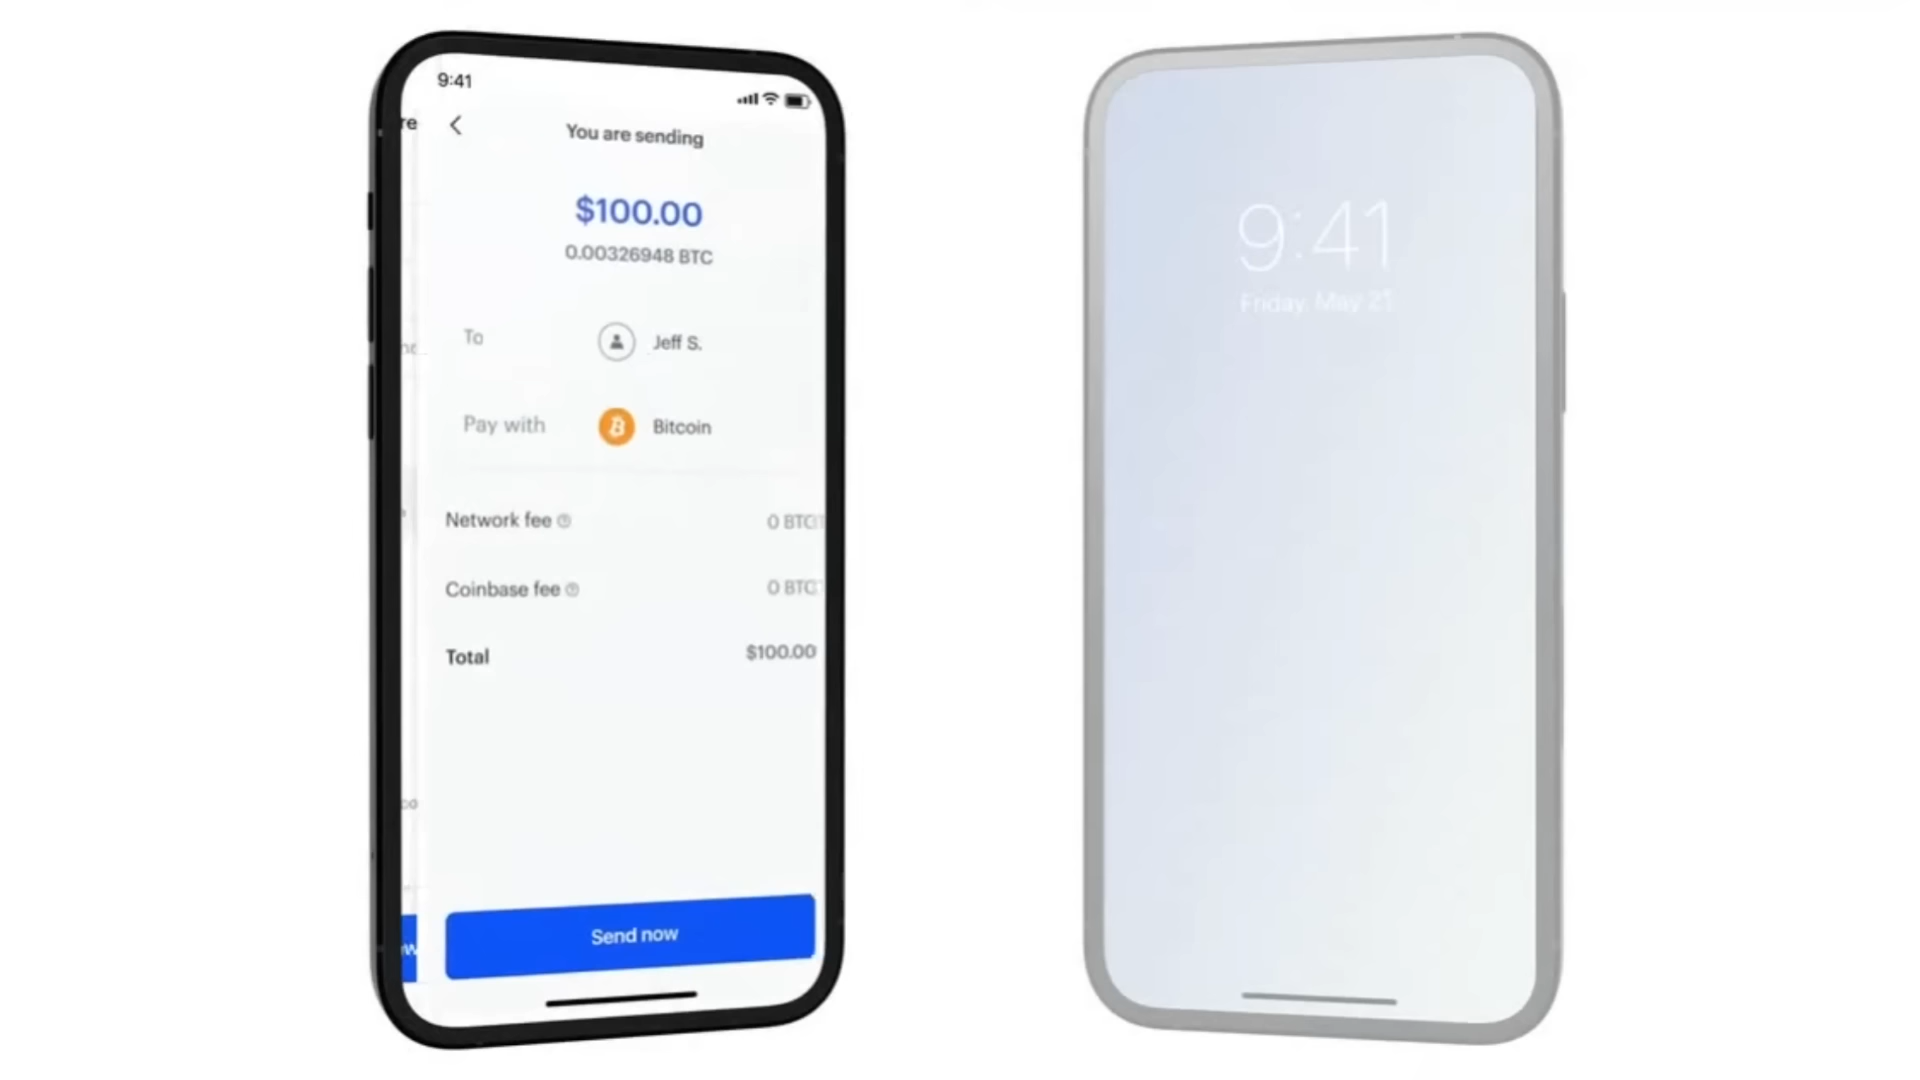 9:41
You are sending
$100.00
0.00326948 BTC
To Jeff S.
Pay with Bitcoin
Network fee 0 BTC
Coinbase fee 0 BTC
Total $100.00
Send now
9:41
Friday May 21